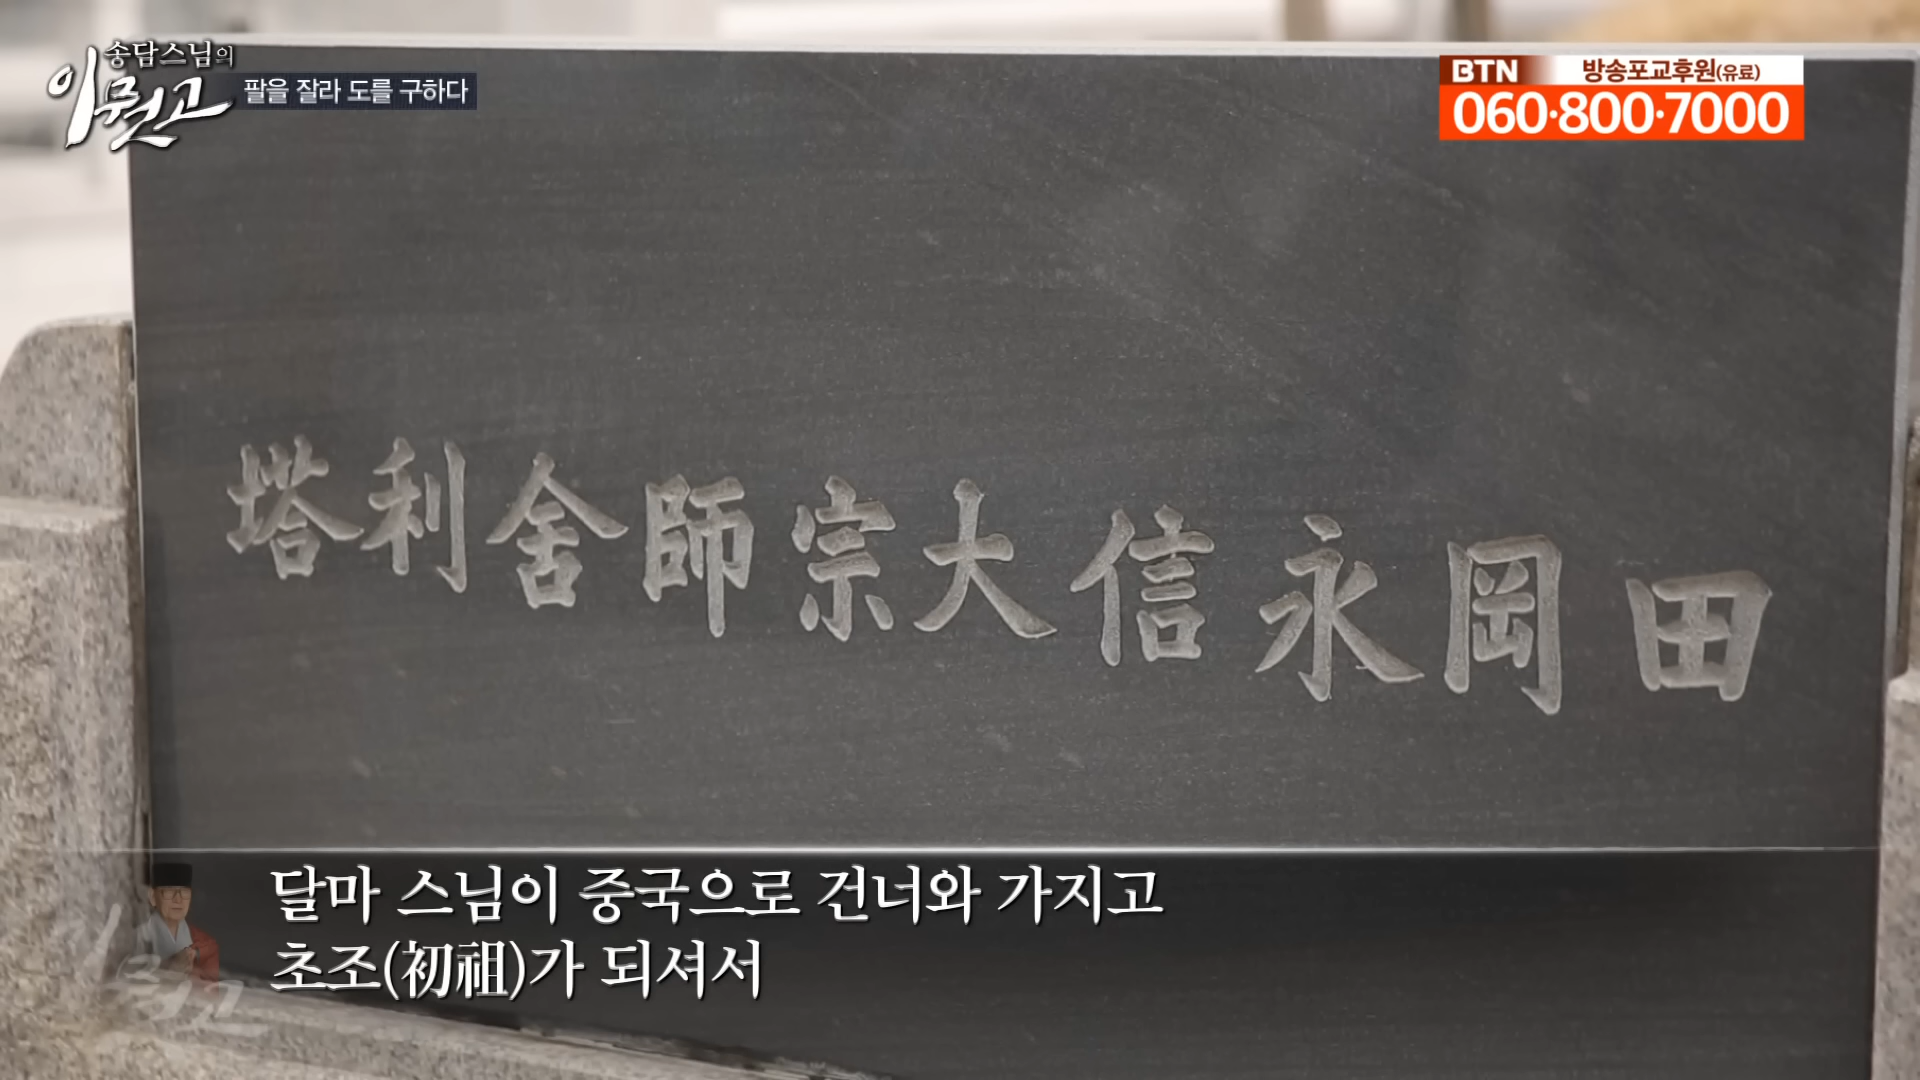 송담스님의
이뭣고
팔을 잘라 도를 구하다
BTN 방송포교후원(유료)
060·800·7000
塔利舍師宗大信永岡田
달마 스님이 중국으로 건너와 가지고
초조(初祖)가 되셔서
이뭣고